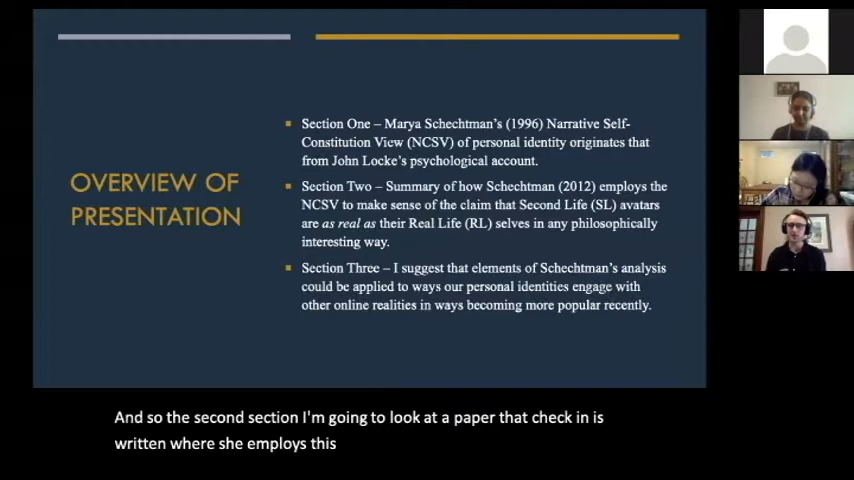 OVERVIEW OF
PRESENTATION
■ Section One – Marya Schechtman's (1996) Narrative Self-
Constitution View (NCSV) of personal identity originates that
from John Locke's psychological account.
■ Section Two – Summary of how Schechtman (2012) employs the
NCSV to make sense of the claim that Second Life (SL) avatars
are as real as their Real Life (RL) selves in any philosophically
interesting way.
■ Section Three – I suggest that elements of Schechtman's analysis
could be applied to ways our personal identities engage with
other online realities in ways becoming more popular recently.
And so the second section I'm going to look at a paper that check in is
written where she employs this